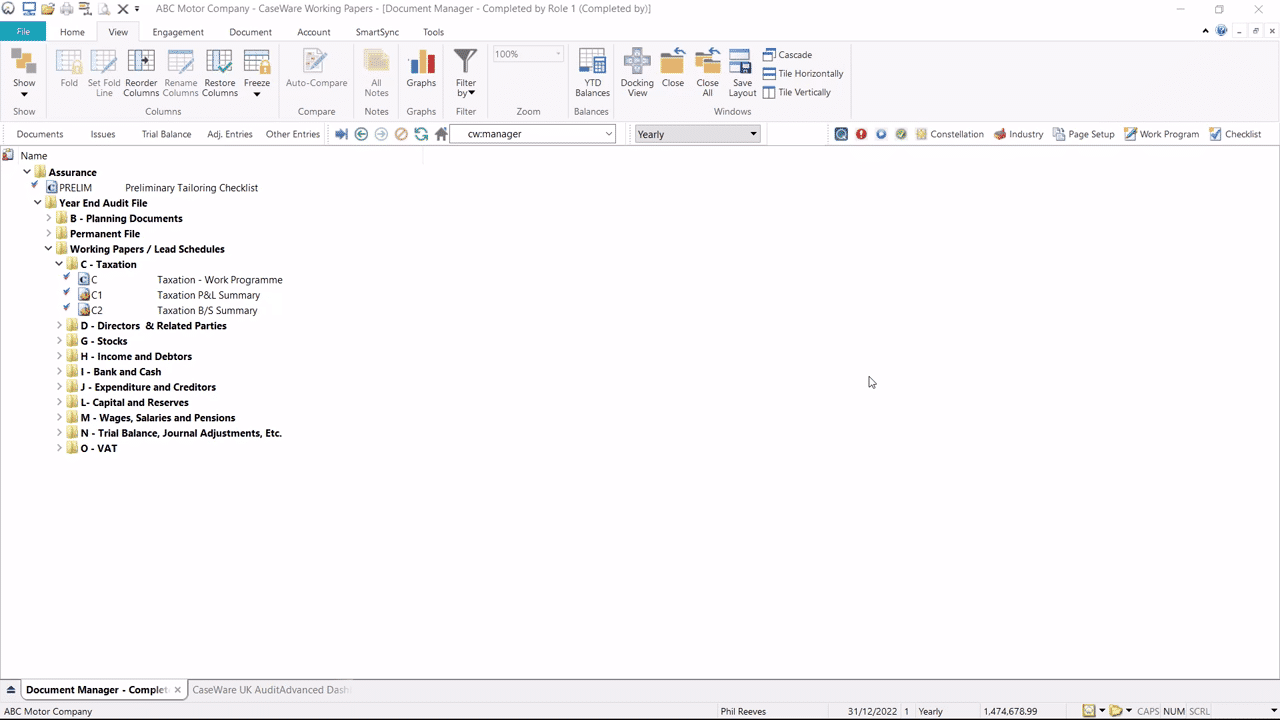 ABC Motor Company - CaseWare Working Papers - [Document Manager - Completed by Role 1 (Completed by)]
File Home View Engagement Document Account SmartSync Tools
Show
Fold
Set Fold Line
Reorder Columns
Rename Columns
Restore Columns
Freeze
Auto-Compare
All Notes
Graphs
Filter by
100%
YTD Balances
Docking View
Close
Close All
Save Layout
Cascade
Tile Horizontally
Tile Vertically
Show Columns Compare Notes Graphs Filter Zoom Balances Windows
Documents Issues Trial Balance Adj. Entries Other Entries cw:manager Yearly Constellation Industry Page Setup Work Program Checklist
Name
Assurance
PRELIM Preliminary Tailoring Checklist
Year End Audit File
B - Planning Documents
Permanent File
Working Papers / Lead Schedules
C - Taxation
C Taxation - Work Programme
C1 Taxation P&L Summary
C2 Taxation B/S Summary
D - Directors & Related Parties
G - Stocks
H - Income and Debtors
I - Bank and Cash
J - Expenditure and Creditors
L- Capital and Reserves
M - Wages, Salaries and Pensions
N - Trial Balance, Journal Adjustments, Etc.
O - VAT
Document Manager - Complet CaseWare UK AuditAdvanced Dash
ABC Motor Company Phil Reeves 31/12/2022 1 Yearly 1,474,678.99 CAPS NUM SCRL